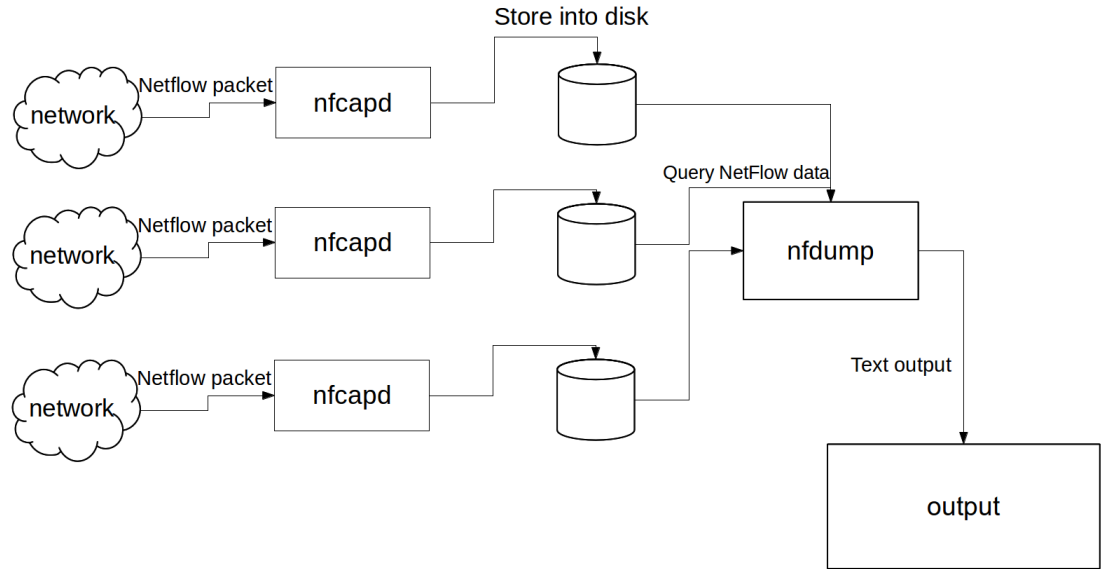 Store into disk
Netflow packet
network
nfcapd
Query NetFlow data
Netflow packet
network
nfcapd
nfdump
Netflow packet
network
nfcapd
Text output
output